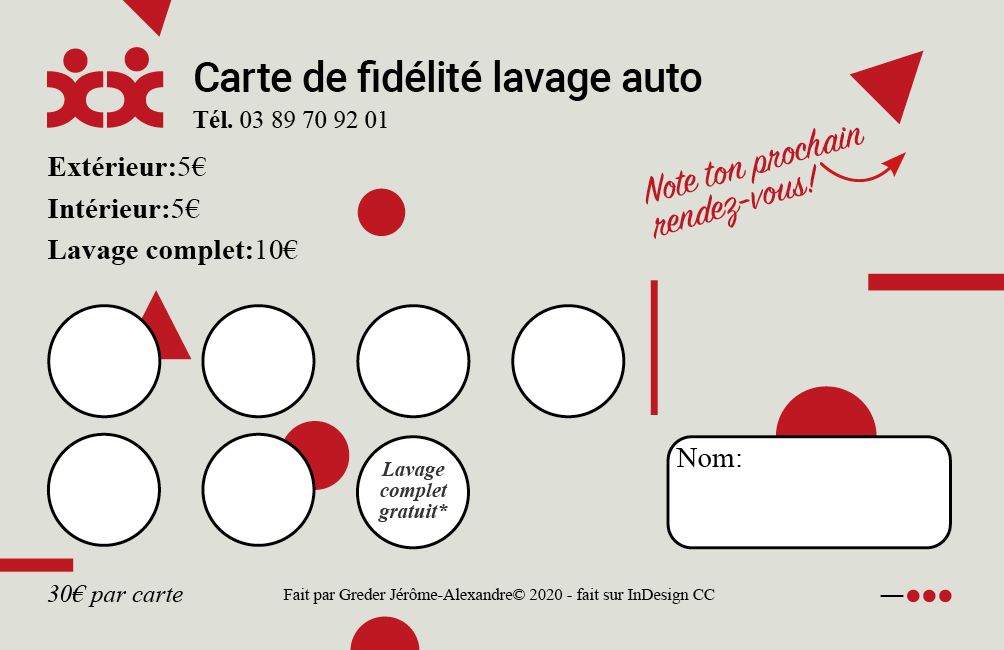 Carte de fidélité lavage auto
Tél. 03 89 70 92 01
Extérieur:5€
Intérieur:5€
Lavage complet:10€
Note ton prochain
rendez-vous!
Lavage
complet
gratuit*
Nom:
30€ par carte
Fait par Greder Jérôme-Alexandre© 2020 - fait sur InDesign CC